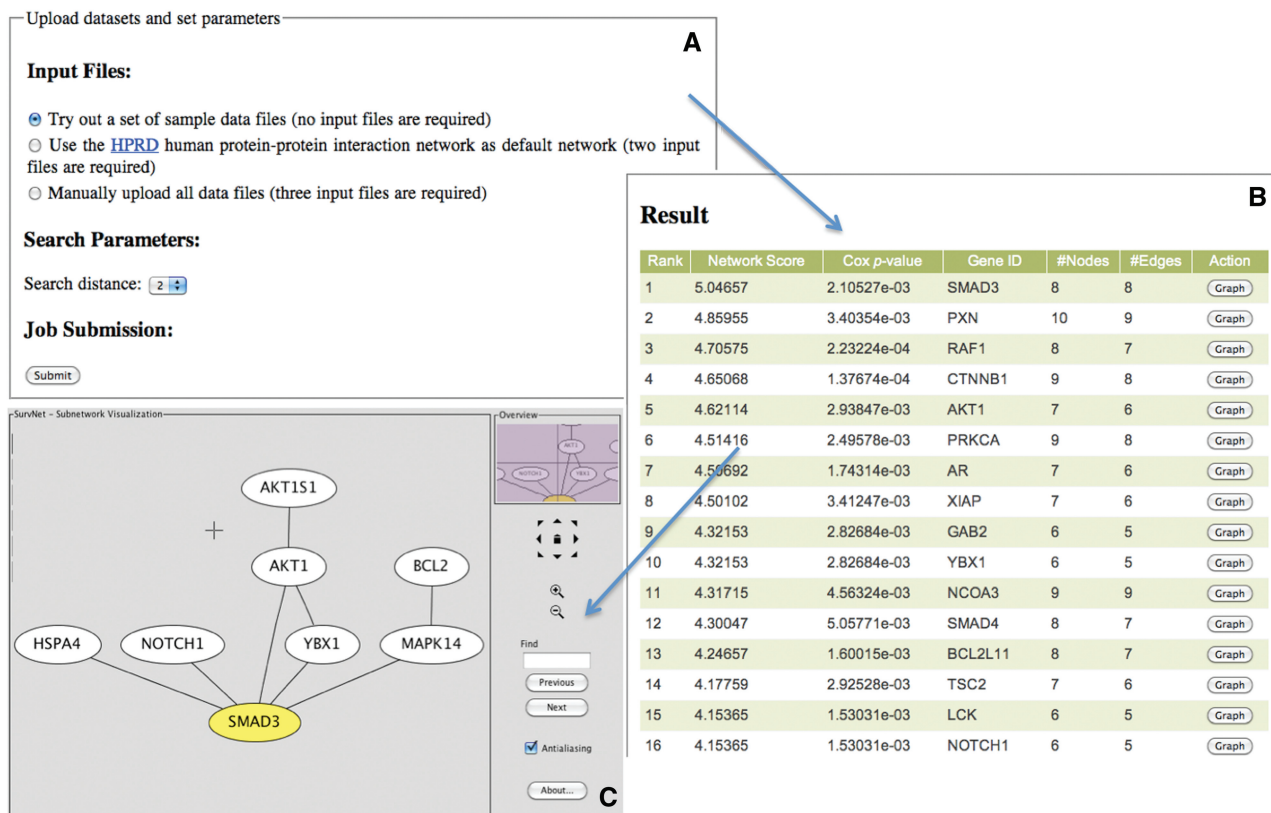 Upload datasets and set parameters
A
Input Files:
Try out a set of sample data files (no input files are required)
Use the HPRD human protein-protein interaction network as default network (two input
files are required)
Manually upload all data files (three input files are required)
Search Parameters:
Search distance: 2
Job Submission:
Submit
B
Result
Rank Network Score Cox p-value Gene ID #Nodes #Edges Action
1 5.04657 2.10527e-03 SMAD3 8 8 Graph
2 4.85955 3.40354e-03 PXN 10 9 Graph
3 4.70575 2.23224e-04 RAF1 8 7 Graph
4 4.65068 1.37674e-04 CTNNB1 9 8 Graph
5 4.62114 2.93847e-03 AKT1 7 6 Graph
6 4.51416 2.49578e-03 PRKCA 9 8 Graph
7 1.74314e-03 AR 7 6 Graph
8 4.50102 3.41247e-03 XIAP 7 6 Graph
9 4.32153 2.82684e-03 GAB2 6 5 Graph
10 4.32153 2.82684e-03 YBX1 6 5 Graph
11 4.31715 4.56324e-03 NCOA3 9 9 Graph
12 4.30047 5.05771e-03 SMAD4 8 7 Graph
13 4.24657 1.60015e-03 BCL2L11 8 7 Graph
14 4.17759 2.92528e-03 TSC2 7 6 Graph
15 4.15365 1.53031e-03 LCK 6 5 Graph
16 4.15365 1.53031e-03 NOTCH1 6 5 Graph
SurvNet - Subnetwork Visualization
AKT1S1
AKT1
BCL2
HSPA4
NOTCH1
YBX1
MAPK14
SMAD3
Overview
AKT1
NOTCH1
YBX1
Find
Previous
Next
Antialiasing
About...
C